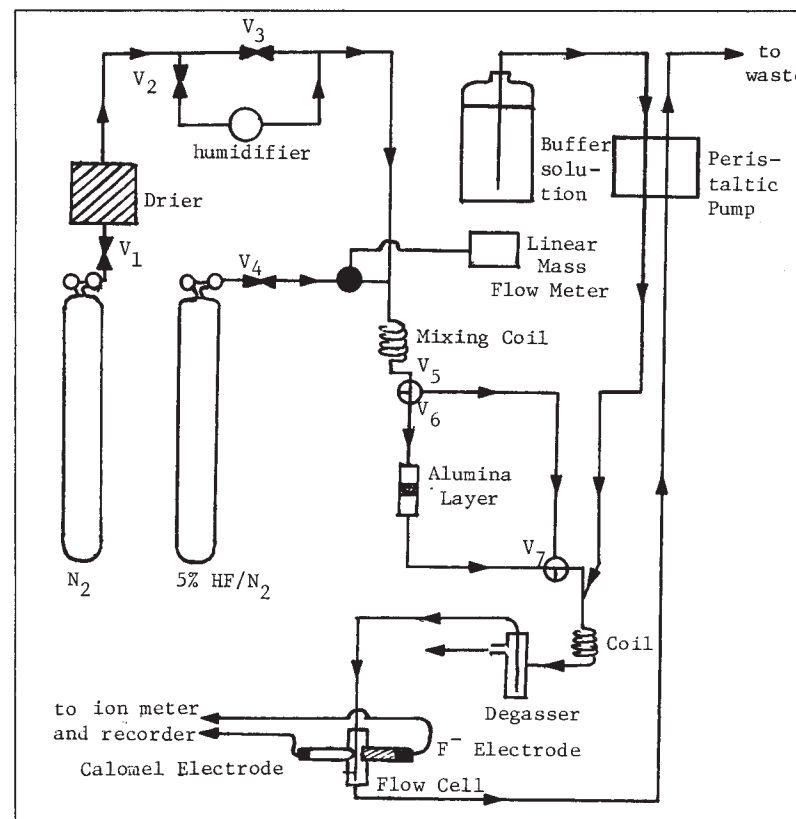 V3
V2
humidifier
Drier
V1
V4
N2
5% HF/N2
Buffer
solu-
tion
to
waste
Peris-
taltic
Pump
Linear
Mass
Flow Meter
Mixing Coil
V5
V6
Alumina
Layer
V7
Coil
Degasser
to ion meter
and recorder
Calomel Electrode
F⁻ Electrode
Flow Cell